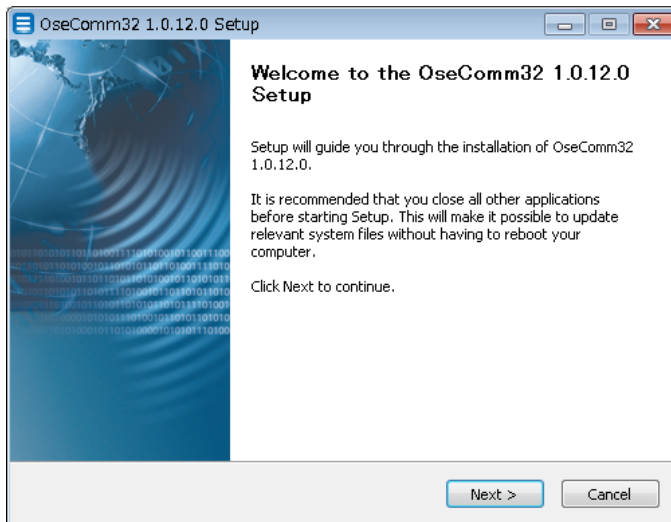 OseComm32 1.0.12.0 Setup
Welcome to the OseComm32 1.0.12.0
Setup
Setup will guide you through the installation of OseComm32
1.0.12.0.
It is recommended that you close all other applications
before starting Setup. This will make it possible to update
relevant system files without having to reboot your
computer.
Click Next to continue.
Next >
Cancel